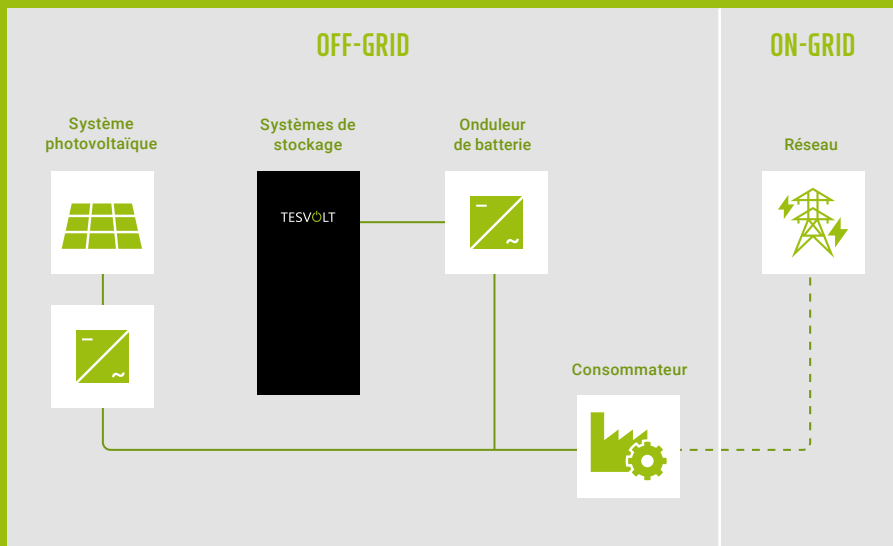 OFF-GRID
ON-GRID
Système
photovoltaïque
Systèmes de
stockage
Onduleur
de batterie
Réseau
TESVOLT
Consommateur